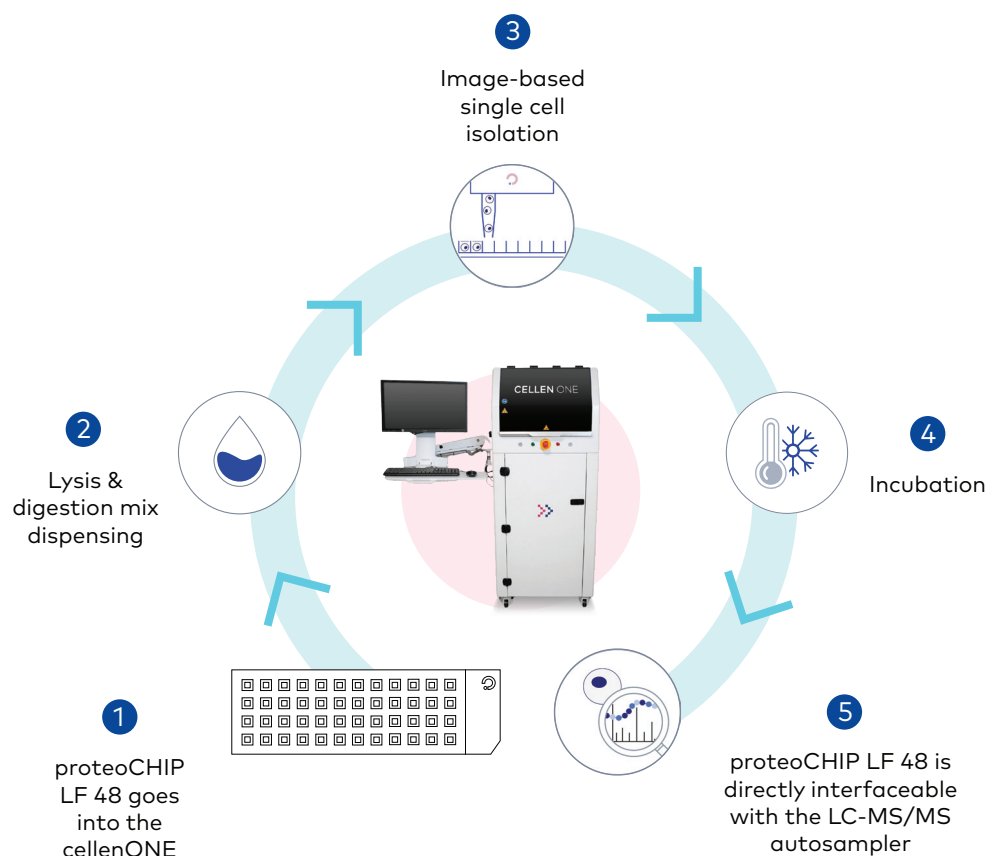 3
Image-based
single cell
isolation
CELLEN ONE
2
Lysis &
digestion mix
dispensing
4
Incubation
1
proteoCHIP
LF 48 goes
into the
cellenONE
5
proteoCHIP LF 48 is
directly interfaceable
with the LC-MS/MS
autosampler